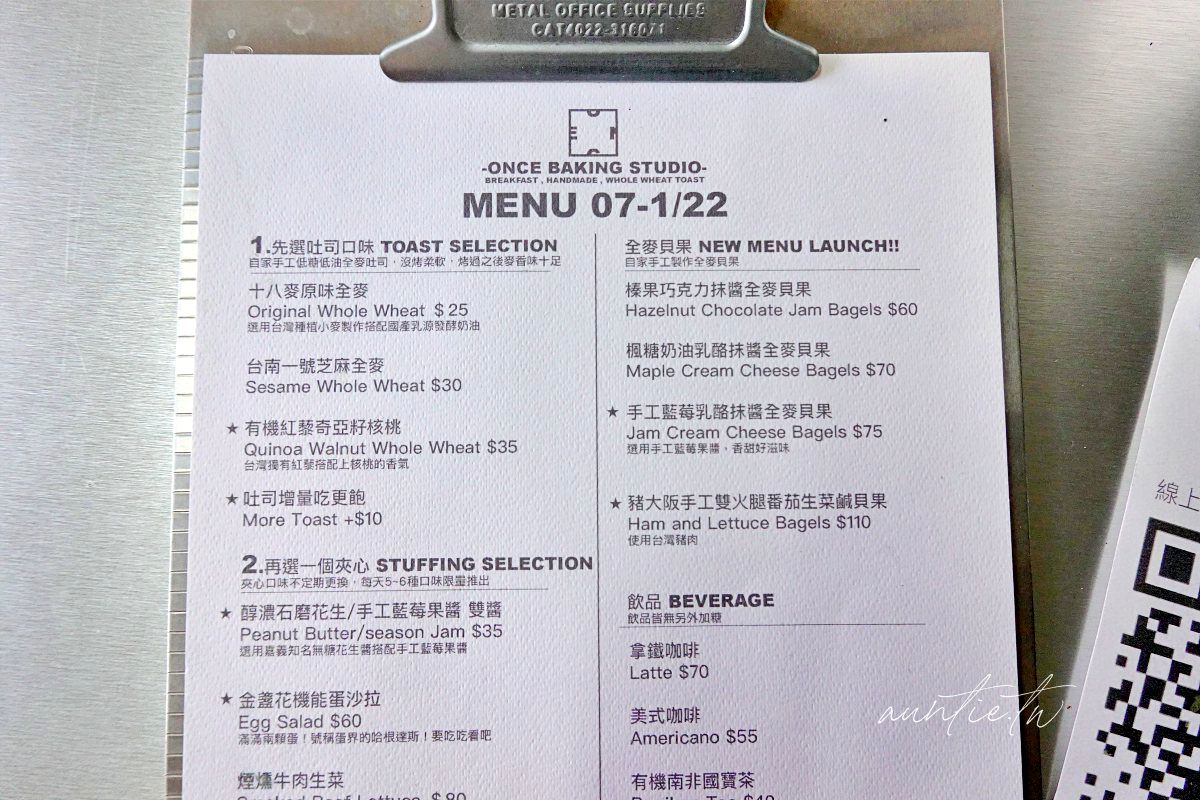 METAL OFFICE SUPPLIES
CAT4022-316071
E N
-ONCE BAKING STUDIO-
BREAKFAST , HANDMADE , WHOLE WHEAT TOAST
MENU 07-1/22
1.先選吐司口味 TOAST SELECTION
自家手工低糖低油全麥吐司，沒烤柔軟，烤過之後麥香味十足
十八麥原味全麥
Original Whole Wheat $25
選用台灣種植小麥製作搭配國產乳源發酵奶油
台南一號芝麻全麥
Sesame Whole Wheat $30
★ 有機紅藜奇亞籽核桃
Quinoa Walnut Whole Wheat $35
台灣獨有紅藜搭配上核桃的香氣
★ 吐司增量吃更飽
More Toast +$10
2.再選一個夾心 STUFFING SELECTION
夾心口味不定期更換，每天5~6種口味限量推出
★ 醇濃石磨花生/手工藍莓果醬 雙醬
Peanut Butter/season Jam $35
選用嘉義知名無糖花生醬搭配手工藍莓果醬
★ 金盞花機能蛋沙拉
Egg Salad $60
滿滿兩顆蛋！號稱蛋界的哈根達斯！要吃吃看吧
煙燻牛肉生菜
Smoked Beef Lettuce $80
全麥貝果 NEW MENU LAUNCH!!
自家手工製作全麥貝果
榛果巧克力抹醬全麥貝果
Hazelnut Chocolate Jam Bagels $60
楓糖奶油乳酪抹醬全麥貝果
Maple Cream Cheese Bagels $70
★ 手工藍莓乳酪抹醬全麥貝果
Jam Cream Cheese Bagels $75
選用手工藍莓果醬，香甜好滋味
★ 豬大阪手工雙火腿番茄生菜鹹貝果
Ham and Lettuce Bagels $110
使用台灣豬肉
飲品 BEVERAGE
飲品皆無另外加糖
拿鐵咖啡
Latte $70
美式咖啡
Americano $55
有機南非國寶茶
線上
auntie.tw